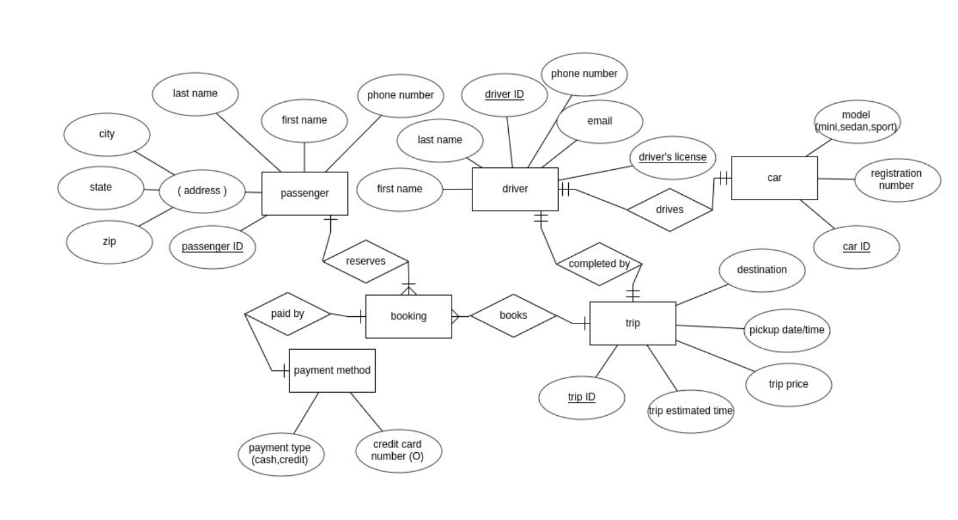 phone number
last name
driver ID
phone number
first name
model
(mini,sedan,sport)
city
last name
email
driver's license
state
( address )
passenger
first name
driver
car
registration
number
drives
zip
passenger ID
car ID
reserves
completed by
destination
paid by
booking
books
trip
pickup date/time
payment method
trip price
trip ID
trip estimated time
payment type
(cash,credit)
credit card
number (O)